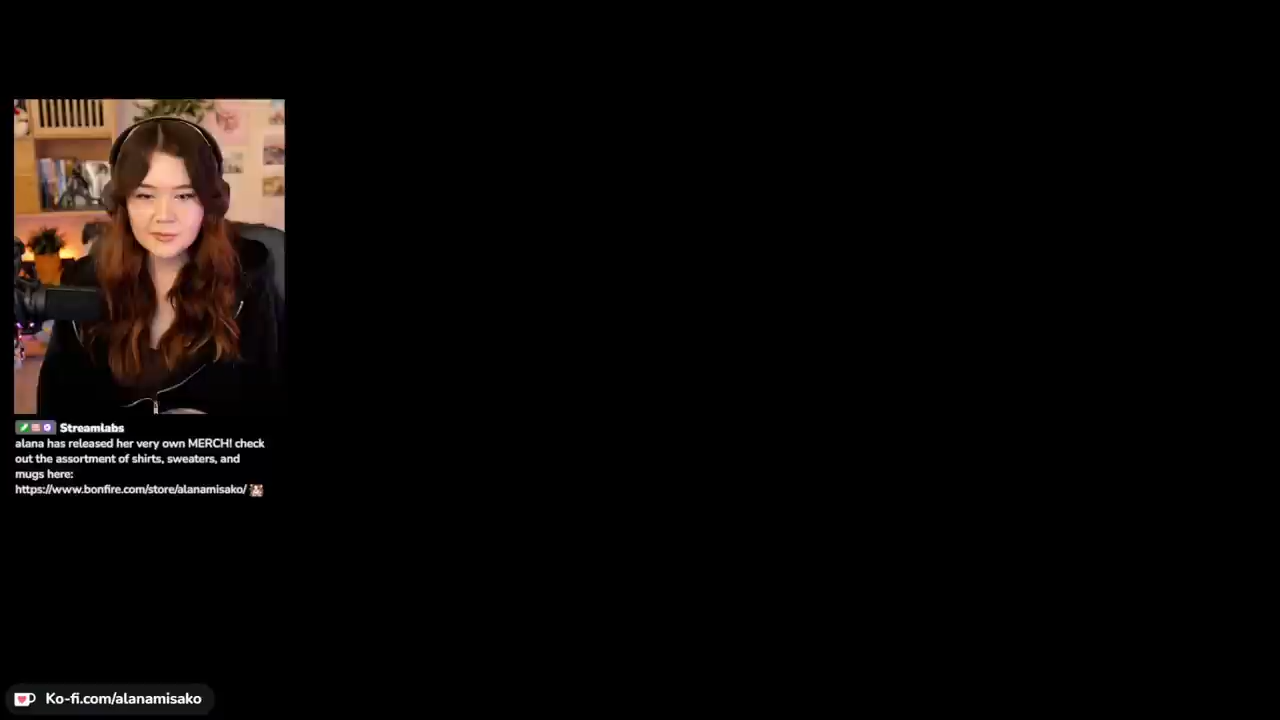 Streamlabs
alana has released her very own MERCH! check
out the assortment of shirts, sweaters, and
mugs here:
https://www.bonfire.com/store/alanamisako/
Ko-fi.com/alanamisako